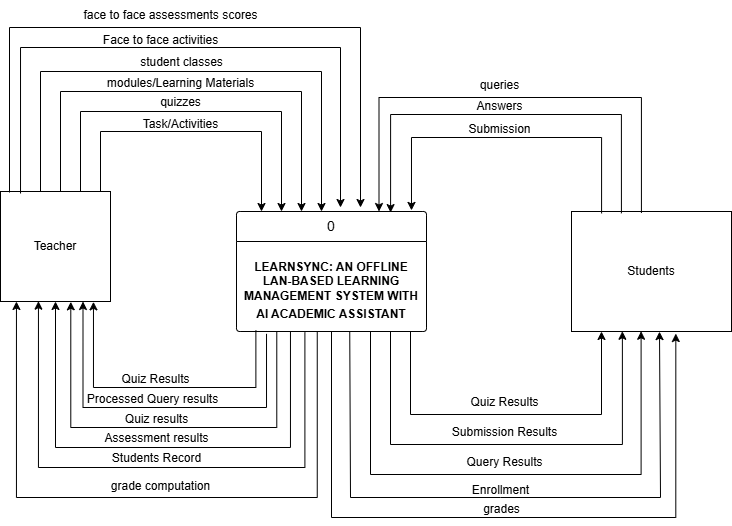 face to face assessments scores
Face to face activities
student classes
modules/Learning Materials
quizzes
Task/Activities
queries
Answers
Submission
Teacher
0
LEARNSYNC: AN OFFLINE
LAN-BASED LEARNING
MANAGEMENT SYSTEM WITH
AI ACADEMIC ASSISTANT
Students
Quiz Results
Processed Query results
Quiz results
Assessment results
Students Record
grade computation
Quiz Results
Submission Results
Query Results
Enrollment
grades